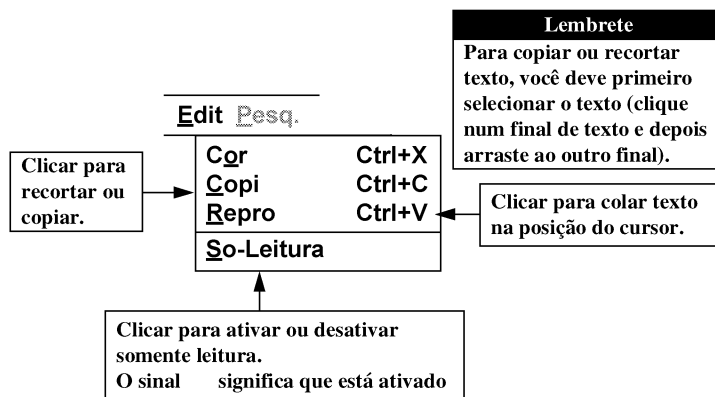 Lembrete
Para copiar ou recortar
texto, você deve primeiro
selecionar o texto (clique
num final de texto e depois
arraste ao outro final).
Edit Pesq.
Cor Ctrl+X
Copi Ctrl+C
Repro Ctrl+V
So-Leitura
Clicar para
recortar ou
copiar.
Clicar para colar texto
na posição do cursor.
Clicar para ativar ou desativar
somente leitura.
O sinal significa que está ativado